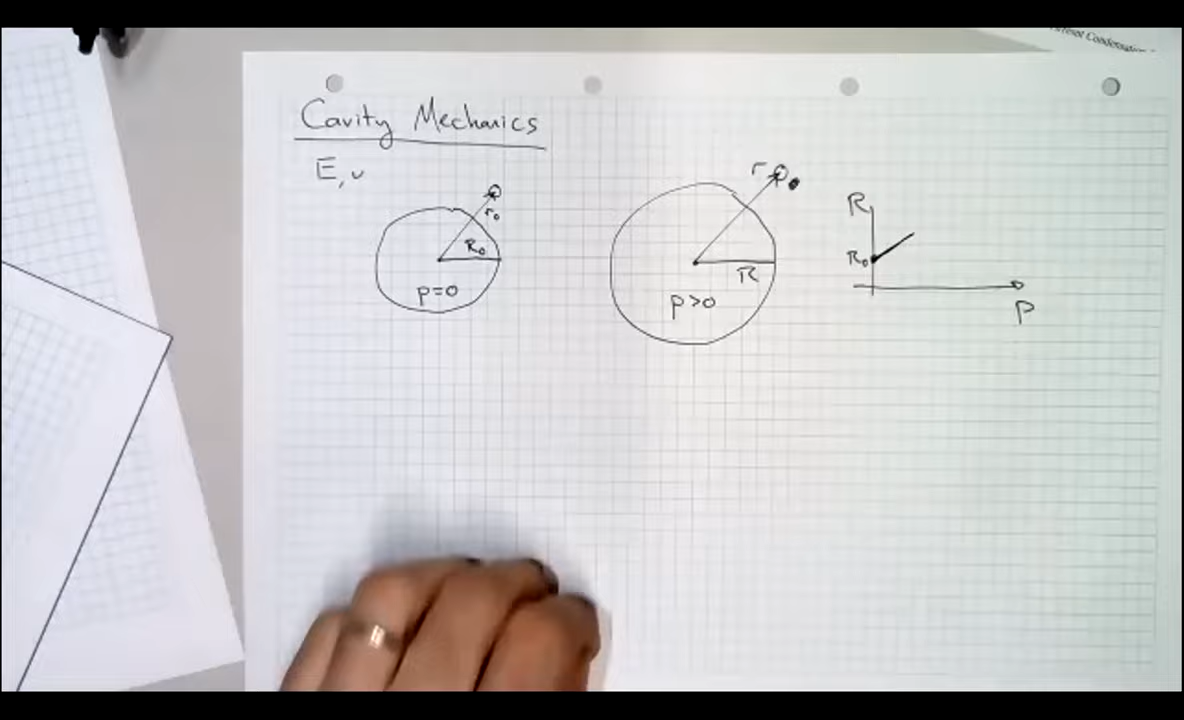 Cavity Mechanics
E, ν
r₀
R₀
p=0
r
R
p>0
R
R₀
p